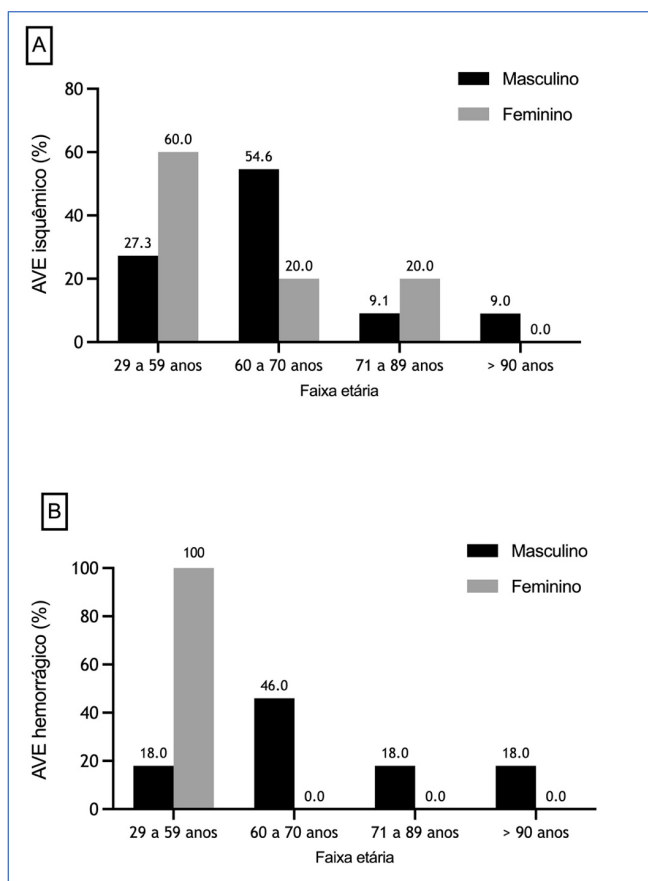 A
AVE isquêmico (%)
80
60
40
20
0
Masculino
Feminino
27.3
60.0
54.6
20.0
9.1
20.0
9.0
0.0
29 a 59 anos
60 a 70 anos
71 a 89 anos
> 90 anos
Faixa etária
B
AVE hemorrágico (%)
100
80
60
40
20
0
Masculino
Feminino
18.0
100
46.0
0.0
18.0
0.0
18.0
0.0
29 a 59 anos
60 a 70 anos
71 a 89 anos
> 90 anos
Faixa etária